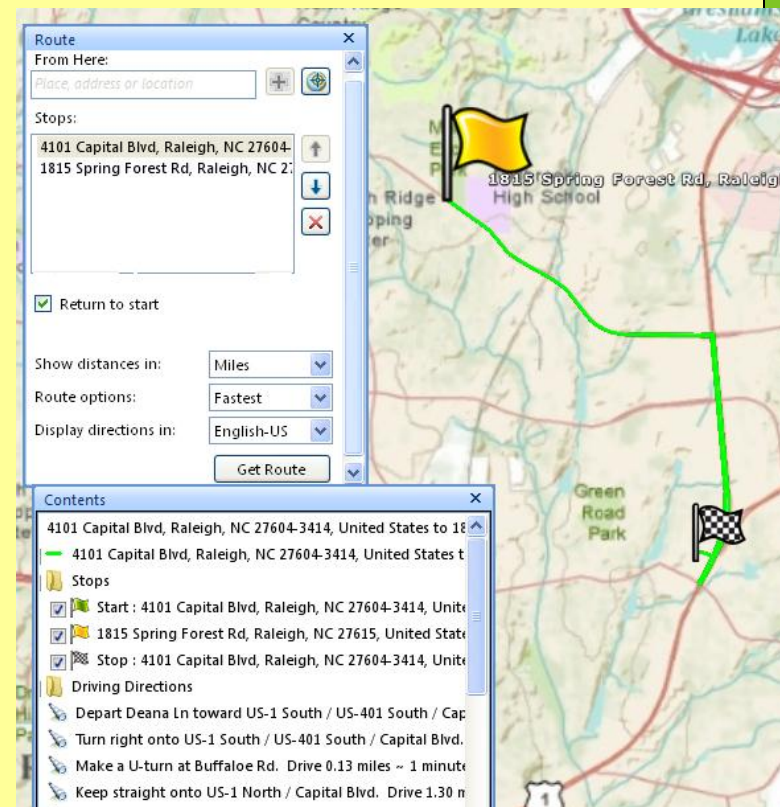 Route
From Here:
Place, address or location
Stops:
4101 Capital Blvd, Raleigh, NC 27604-
1815 Spring Forest Rd, Raleigh, NC 27
Return to start
Show distances in:
Miles
Route options:
Fastest
Display directions in:
English-US
Get Route
Contents
4101 Capital Blvd, Raleigh, NC 27604-3414, United States to 18
4101 Capital Blvd, Raleigh, NC 27604-3414, United States t
Stops
Start : 4101 Capital Blvd, Raleigh, NC 27604-3414, Unite
1815 Spring Forest Rd, Raleigh, NC 27615, United State
Stop : 4101 Capital Blvd, Raleigh, NC 27604-3414, Unite
Driving Directions
Depart Deana Ln toward US-1 South / US-401 South / Cap
Turn right onto US-1 South / US-401 South / Capital Blvd.
Make a U-turn at Buffaloe Rd. Drive 0.13 miles ~ 1 minute
Keep straight onto US-1 North / Capital Blvd. Drive 1.30 m
Lake
1815 Spring Forest Rd, Raleig
Ridge
High School
Green
Road
Park
1